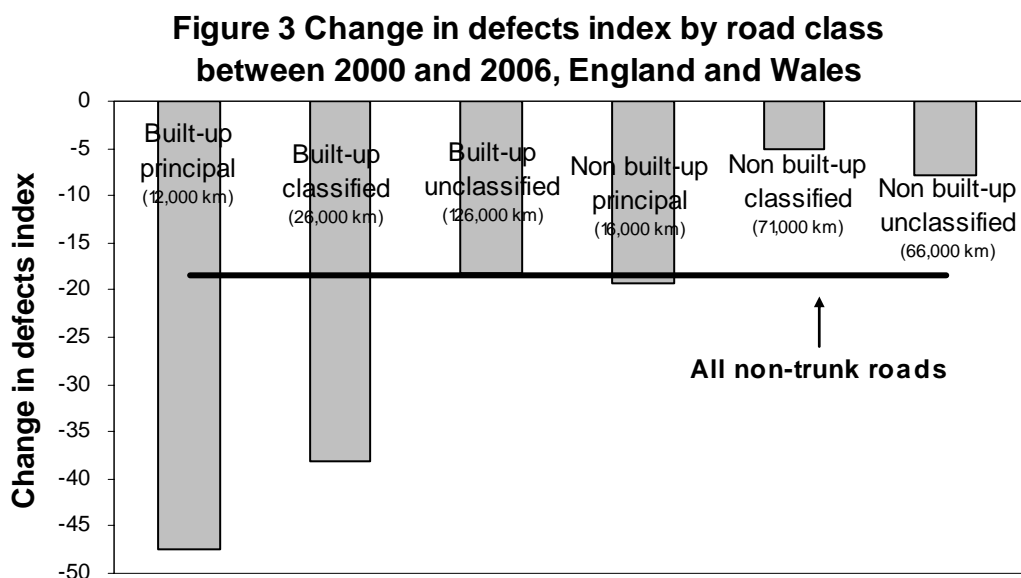 Figure 3 Change in defects index by road class
between 2000 and 2006, England and Wales
Change in defects index
0
-5
-10
-15
-20
-25
-30
-35
-40
-45
-50
Built-up
principal
(12,000 km)
Built-up
classified
(26,000 km)
Built-up
unclassified
(126,000 km)
Non built-up
principal
(16,000 km)
Non built-up
classified
(71,000 km)
Non built-up
unclassified
(66,000 km)
All non-trunk roads